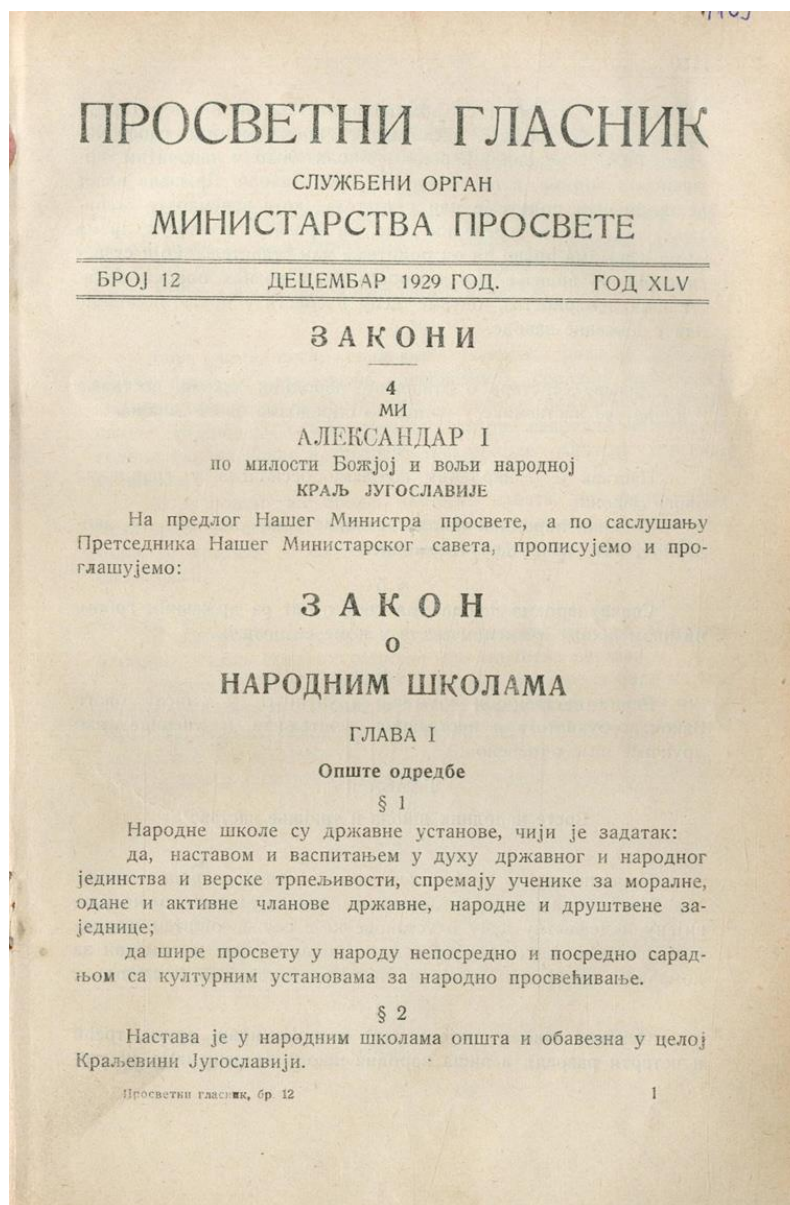 ПРОСВЕТНИ ГЛАСНИК
СЛУЖБЕНИ ОРГАН
МИНИСТАРСТВА ПРОСВЕТЕ
БРОЈ 12 ДЕЦЕМБАР 1929 ГОД. ГОД XLV
ЗАКОНИ
4
МИ
АЛЕКСАНДАР I
по милости Божјој и вољи народној
КРАЉ ЈУГОСЛАВИЈЕ
На предлог Нашег Министра просвете, а по саслушању
Претседника Нашег Министарског савета, прописујемо и про-
глашујемо:
ЗАКОН
О
НАРОДНИМ ШКОЛАМА
ГЛАВА I
Опште одредбе
§ 1
Народне школе су државне установе, чији је задатак:
да, наставом и васпитањем у духу државног и народног
јединства и верске трпељивости, спремају ученике за моралне,
одане и активне чланове државне, народне и друштвене за-
једнице;
да шире просвету у народу непосредно и посредно сарад-
њом са културним установама за народно просвећивање.
§ 2
Настава је у народним школама општа и обавезна у целој
Краљевини Југославији.
Просветки гласник, бр. 12 1